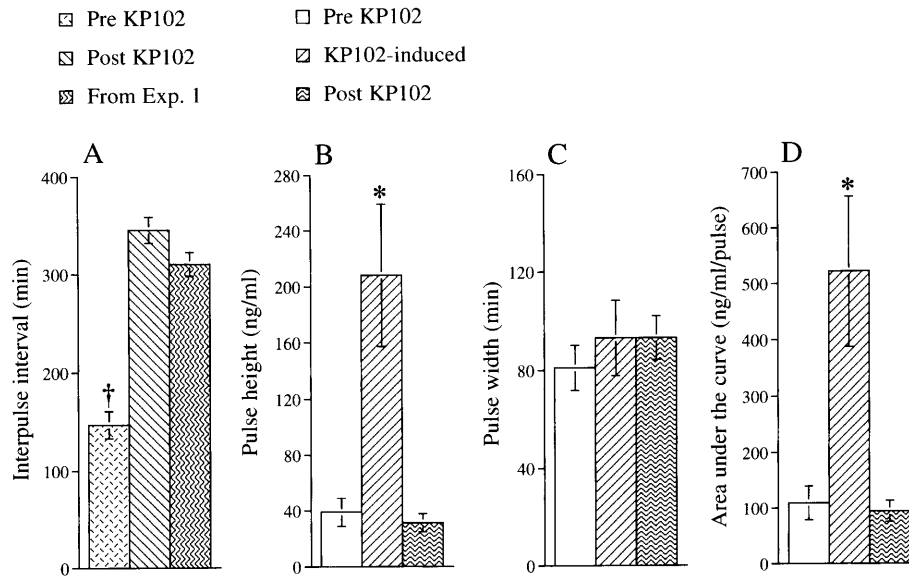 Pre KP102
Post KP102
From Exp. 1
Pre KP102
KP102-induced
Post KP102
A
Interpulse interval (min)
400
300
200
100
0
†
B
Pulse height (ng/ml)
280
240
200
160
120
80
40
0
*
C
Pulse width (min)
160
120
80
40
0
D
Area under the curve (ng/ml/pulse)
700
600
500
400
300
200
100
0
*